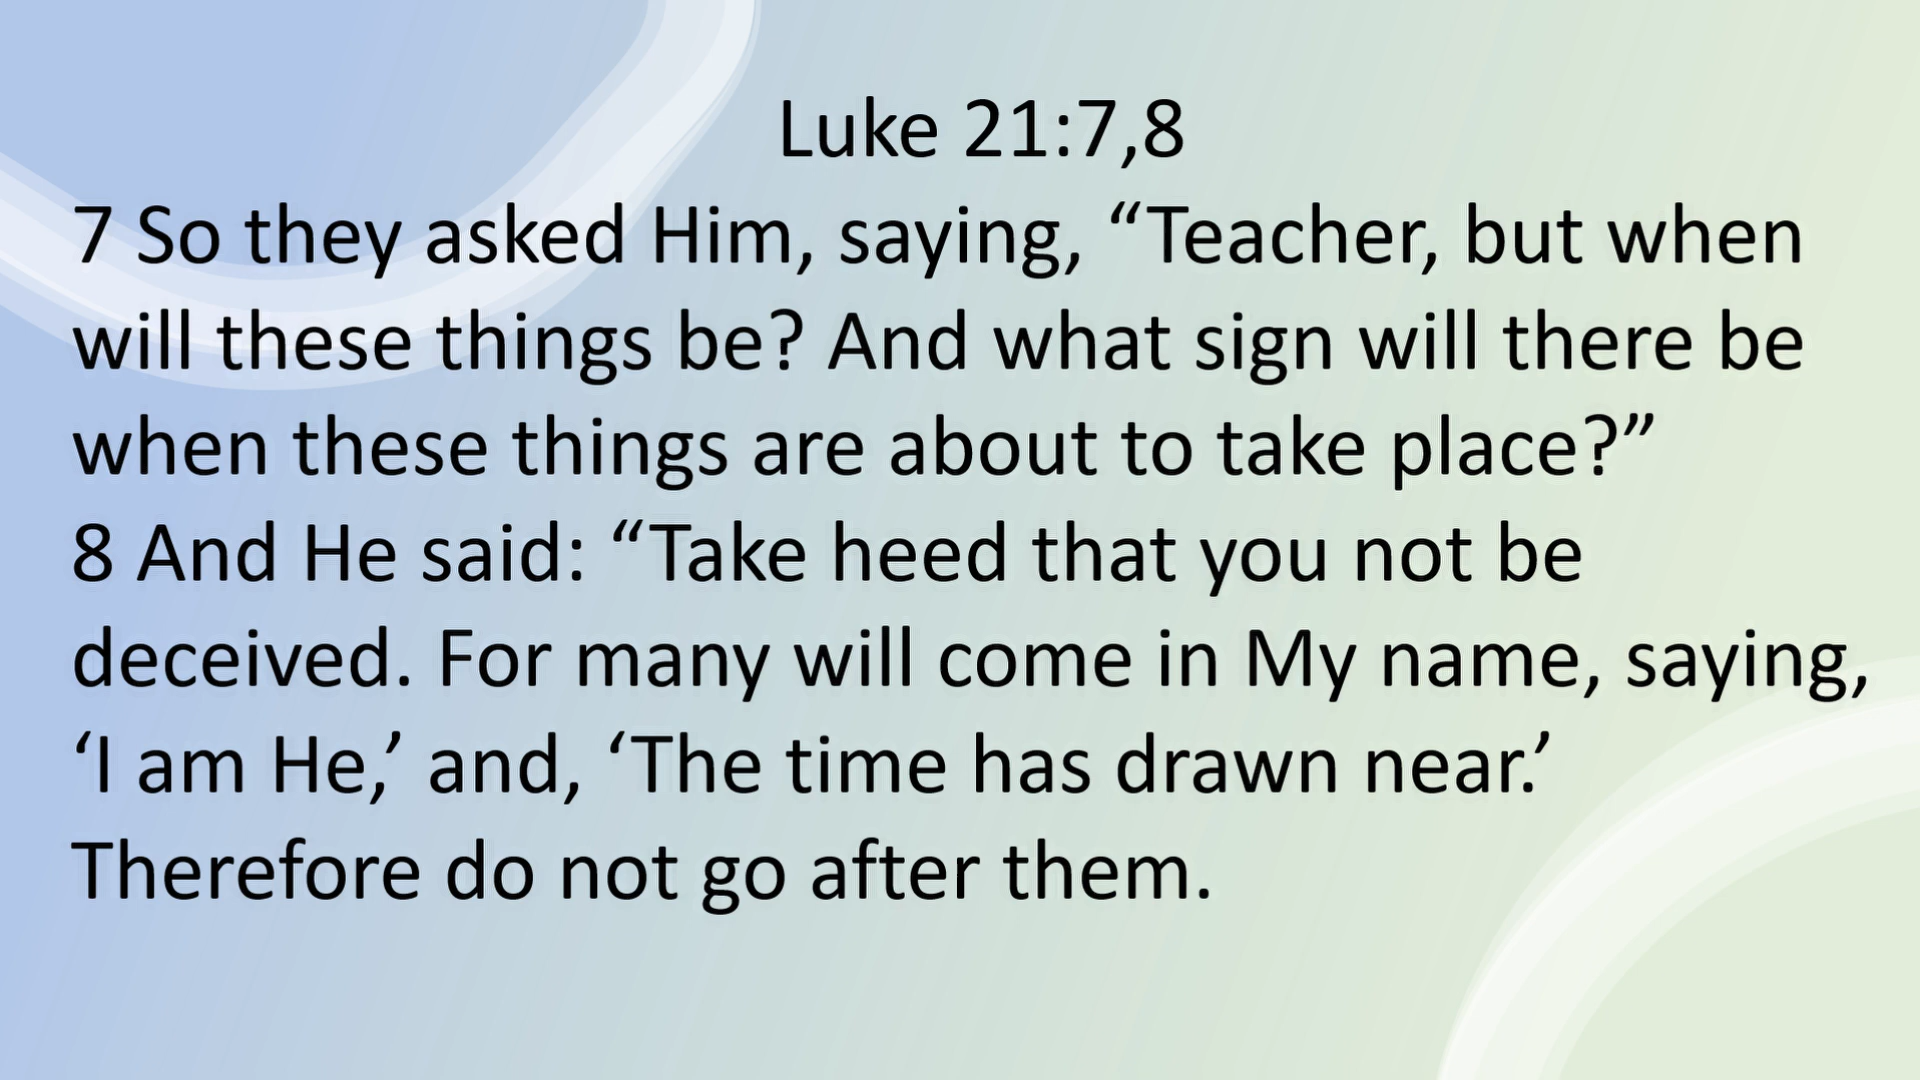 Luke 21:7,8
7 So they asked Him, saying, “Teacher, but when
will these things be? And what sign will there be
when these things are about to take place?”
8 And He said: “Take heed that you not be
deceived. For many will come in My name, saying,
‘I am He,’ and, ‘The time has drawn near.’
Therefore do not go after them.